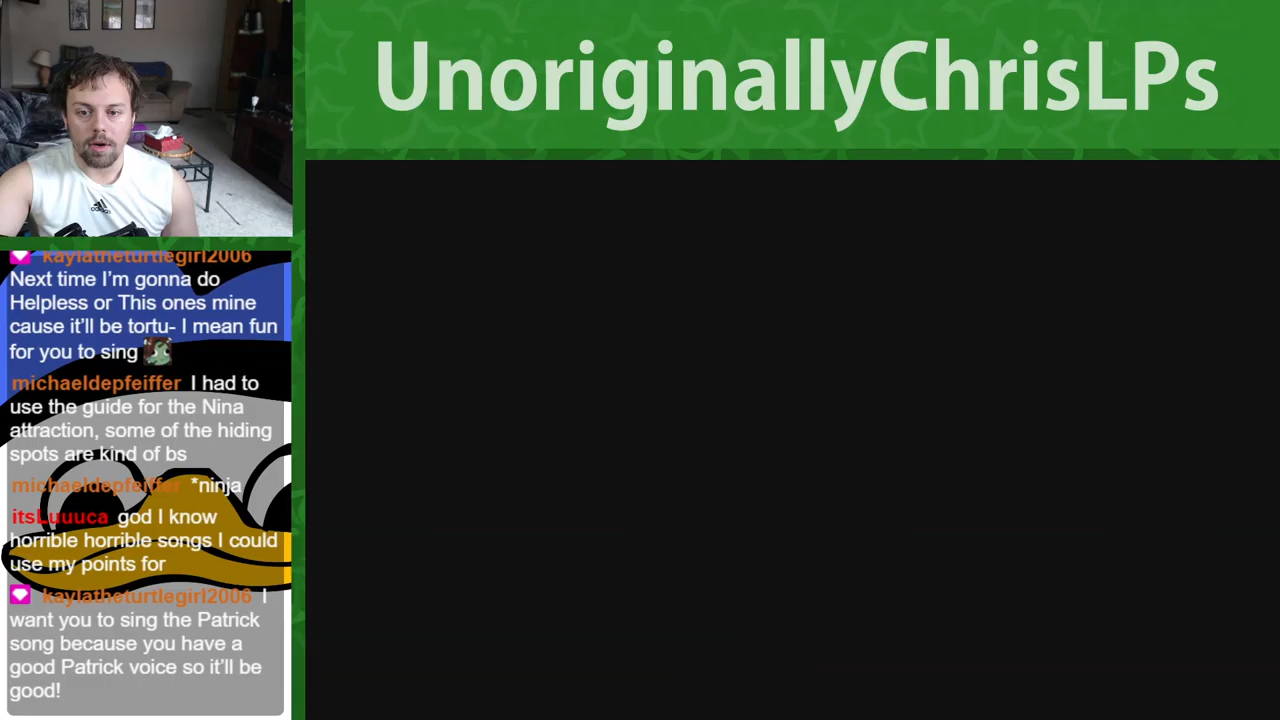 UnoriginallyChrisLPs
adidas
kaylatheturtlegirl2006
Next time I'm gonna do
Helpless or This ones mine
cause it'll be tortu- I mean fun
for you to sing
michaeldepfeiffer I had to
use the guide for the Nina
attraction, some of the hiding
spots are kind of bs
michaeldepfeiffer *ninja
itsLuuuca god I know
horrible horrible songs I could
use my points for
kaylatheturtlegirl2006 I
want you to sing the Patrick
song because you have a
good Patrick voice so it'll be
good!